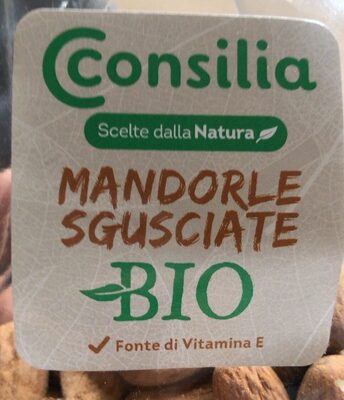 Consilia
Scelte dalla Natura
MANDORLE
SGUSCIATE
BIO
Fonte di Vitamina E